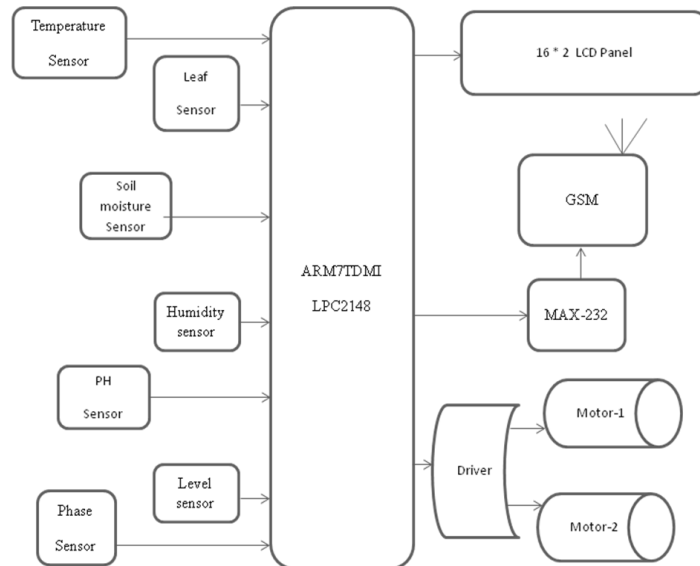 Temperature
Sensor
Leaf
Sensor
Soil
moisture
Sensor
Humidity
sensor
PH
Sensor
Level
sensor
Phase
Sensor
ARM7TDMI
LPC2148
16 * 2 LCD Panel
GSM
MAX-232
Driver
Motor-1
Motor-2